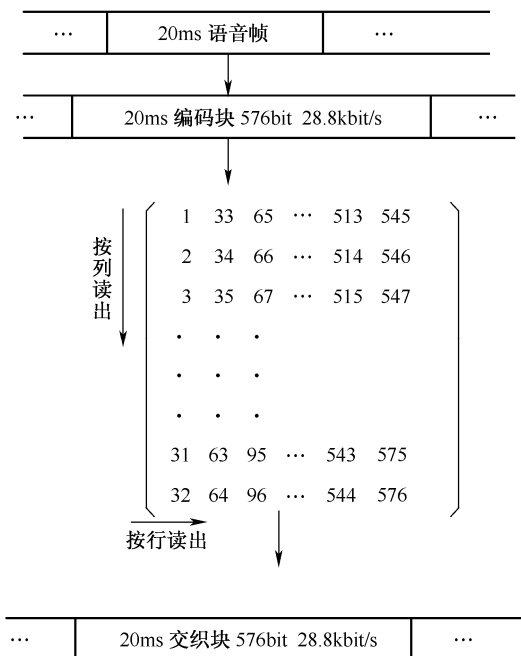 … 20ms 语音帧 …
… 20ms 编码块 576bit 28.8kbit/s …
按列读出
1 33 65 … 513 545
2 34 66 … 514 546
3 35 67 … 515 547
· · ·
· · ·
· · ·
31 63 95 … 543 575
32 64 96 … 544 576
按行读出
… 20ms 交织块 576bit 28.8kbit/s …